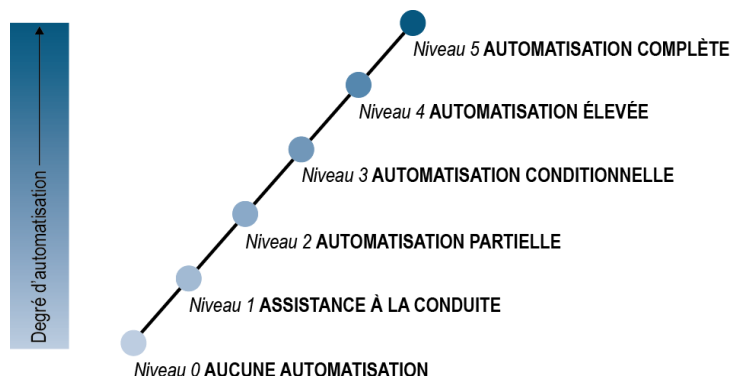 Niveau 5 AUTOMATISATION COMPLÈTE
Niveau 4 AUTOMATISATION ÉLEVÉE
Niveau 3 AUTOMATISATION CONDITIONNELLE
Niveau 2 AUTOMATISATION PARTIELLE
Niveau 1 ASSISTANCE À LA CONDUITE
Niveau 0 AUCUNE AUTOMATISATION
Degré d'automatisation